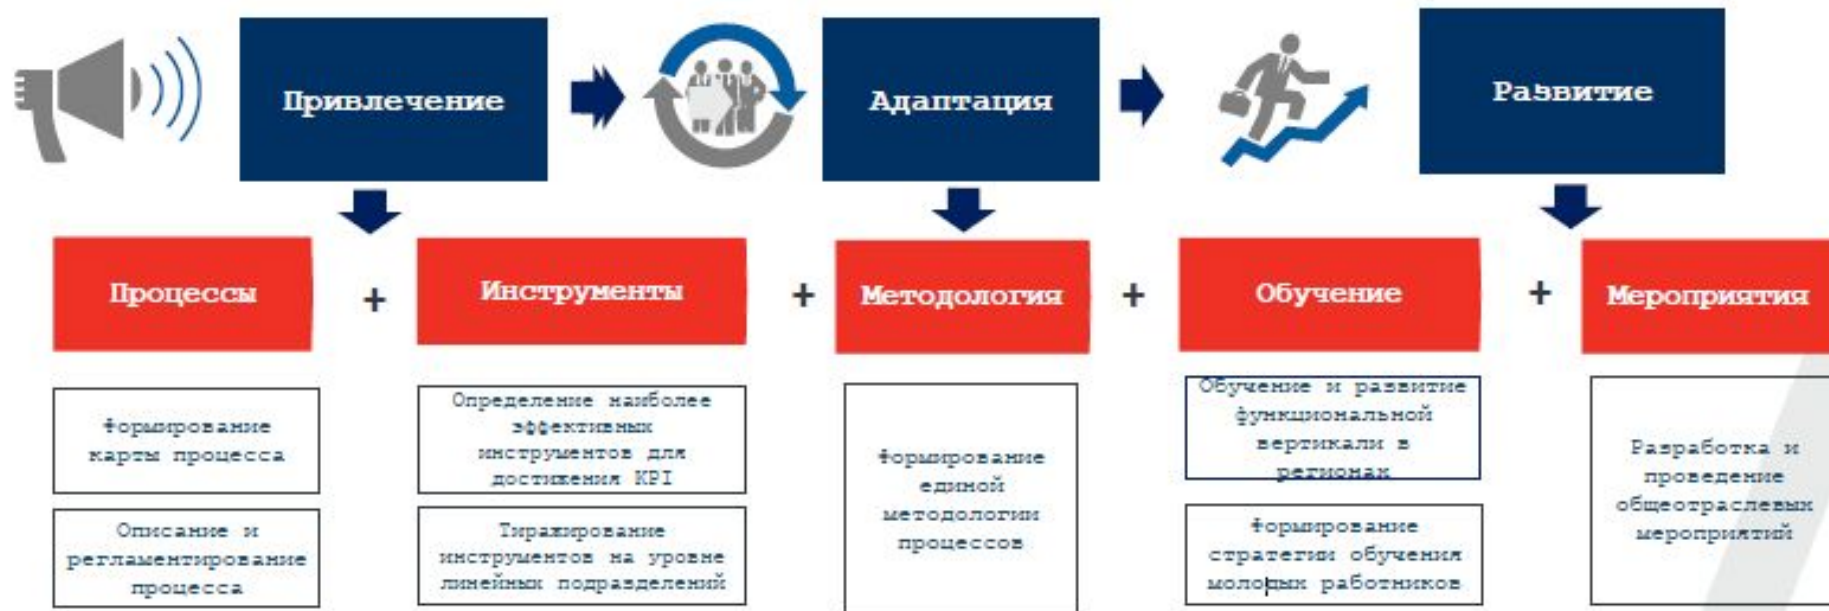 Привлечение
Адаптация
Развитие
Процессы
+
Инструменты
+
Методология
+
Обучение
+
Мероприятия
Формирование
карты процесса
Описание и
регламентирование
процесса
Определение наиболее
эффективных
инструментов для
достижения KPI
Тиражирование
инструментов на уровне
линейных подразделений
Формирование
единой
методологии
процессов
Обучение и развитие
функциональной
вертикали в
регионах
Формирование
стратегии обучения
молодых работников
Разработка и
проведение
общеотраслевых
мероприятий